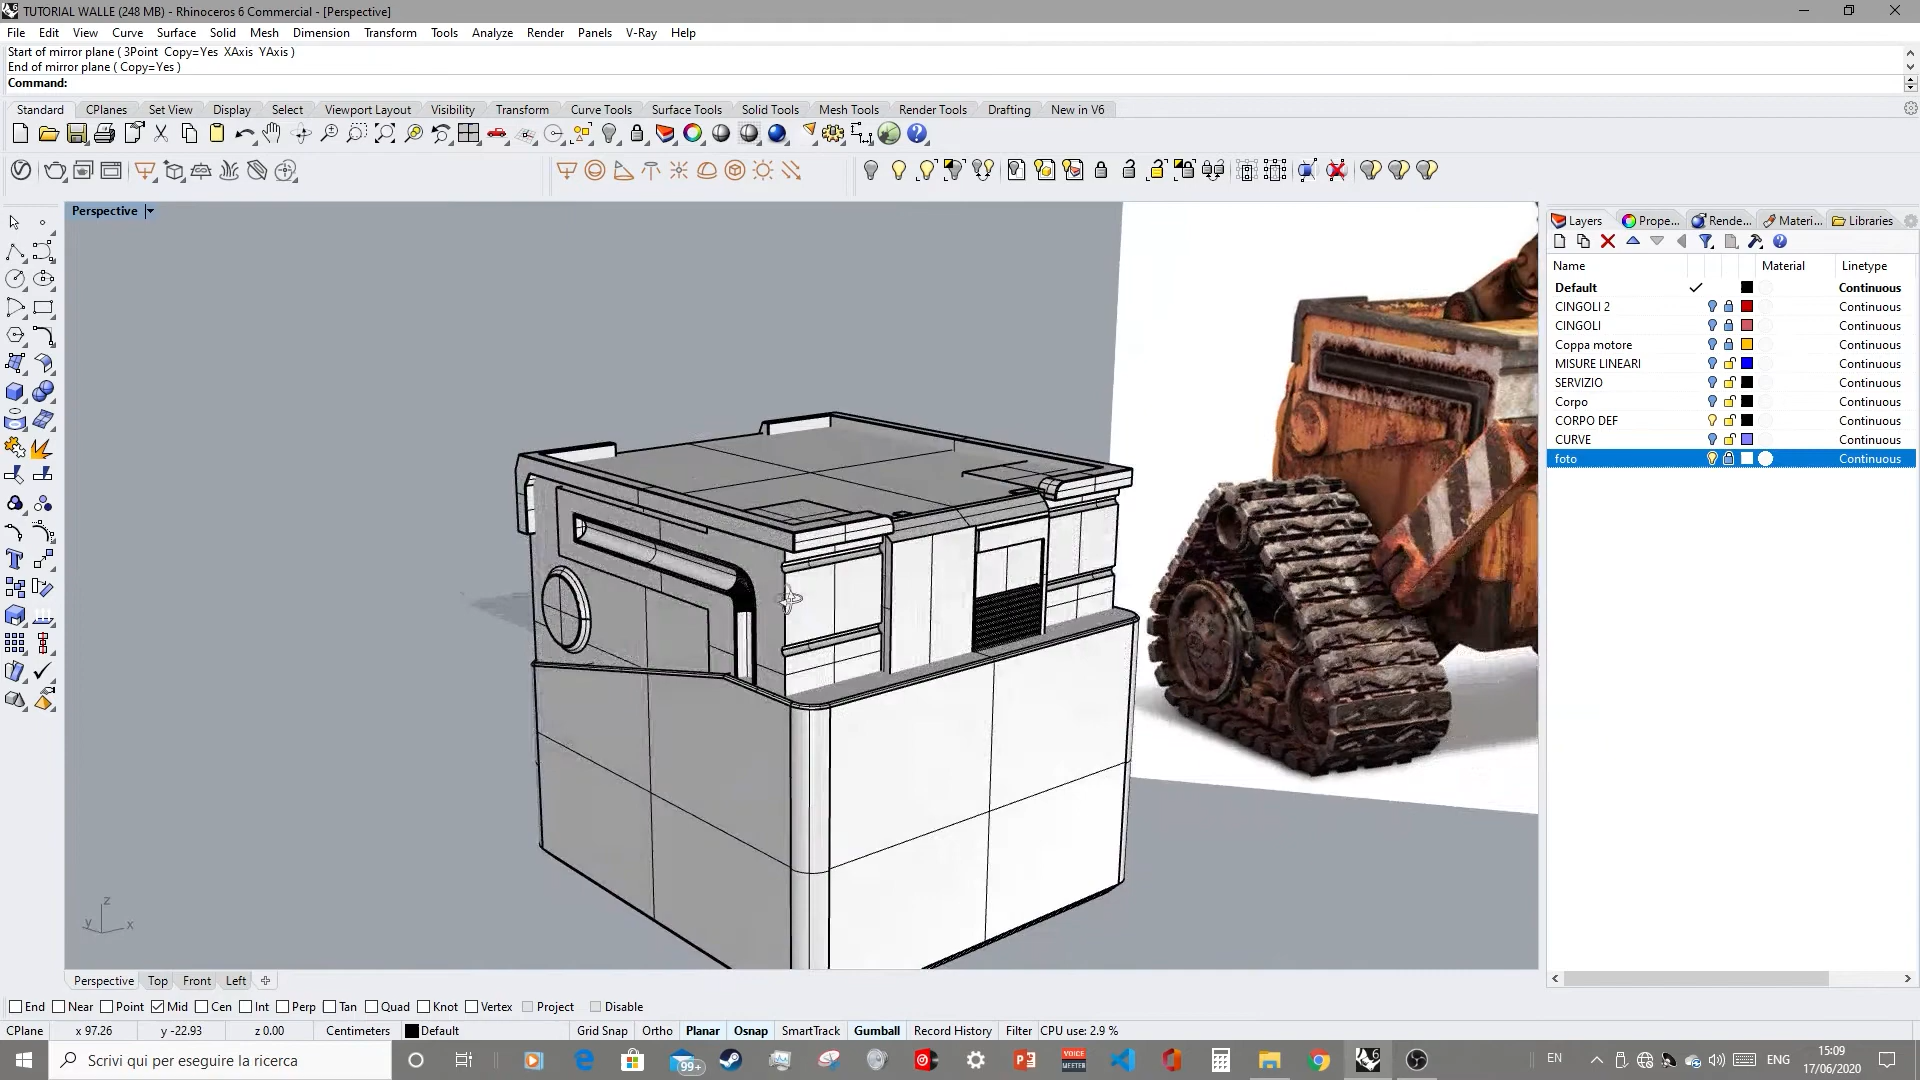 TUTORIAL WALLE (248 MB) - Rhinoceros 6 Commercial - [Perspective]
File Edit View Curve Surface Solid Mesh Dimension Transform Tools Analyze Render Panels V-Ray Help
Start of mirror plane ( 3Point Copy=Yes XAxis YAxis )
End of mirror plane ( Copy=Yes )
Command:
Standard CPlanes Set View Display Select Viewport Layout Visibility Transform Curve Tools Surface Tools Solid Tools Mesh Tools Render Tools Drafting New in V6
Perspective
Layers Prope... Rende... Materi... Libraries
Name Material Linetype
Default Continuous
CINGOLI 2 Continuous
CINGOLI Continuous
Coppa motore Continuous
MISURE LINEARI Continuous
SERVIZIO Continuous
Corpo Continuous
CORPO DEF Continuous
CURVE Continuous
foto Continuous
z
y x
Perspective Top Front Left
End Near Point Mid Cen Int Perp Tan Quad Knot Vertex Project Disable
CPlane x 97.26 y -22.93 z 0.00 Centimeters Default Grid Snap Ortho Planar Osnap SmartTrack Gumball Record History Filter CPU use: 2.9 %
Scrivi qui per eseguire la ricerca
99+
VOICE
MEETER
EN
ENG
15:09
17/06/2020